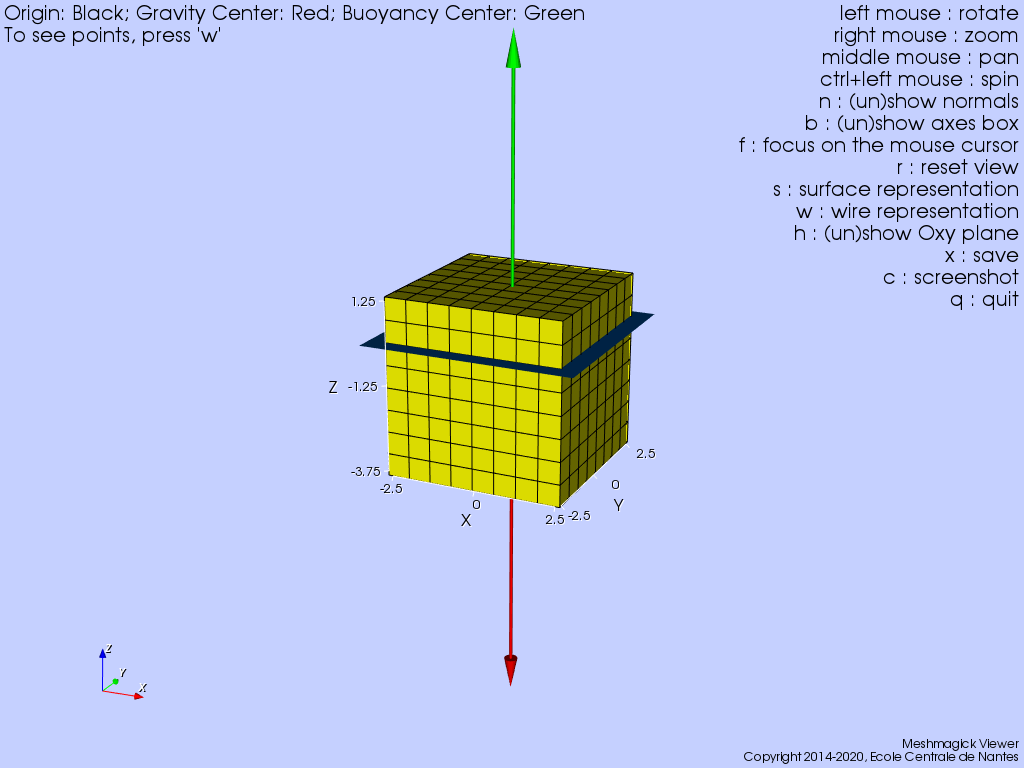 Origin: Black; Gravity Center: Red; Buoyancy Center: Green
To see points, press 'w'
left mouse : rotate
right mouse : zoom
middle mouse : pan
ctrl+left mouse : spin
n : (un)show normals
b : (un)show axes box
f : focus on the mouse cursor
r : reset view
s : surface representation
w : wire representation
h : (un)show Oxy plane
x : save
c : screenshot
q : quit
1.25
Z
-1.25
-3.75
-2.5
0
X
2.5
-2.5
0
Y
2.5
Z
Y
X
Meshmagick Viewer
Copyright 2014-2020, Ecole Centrale de Nantes